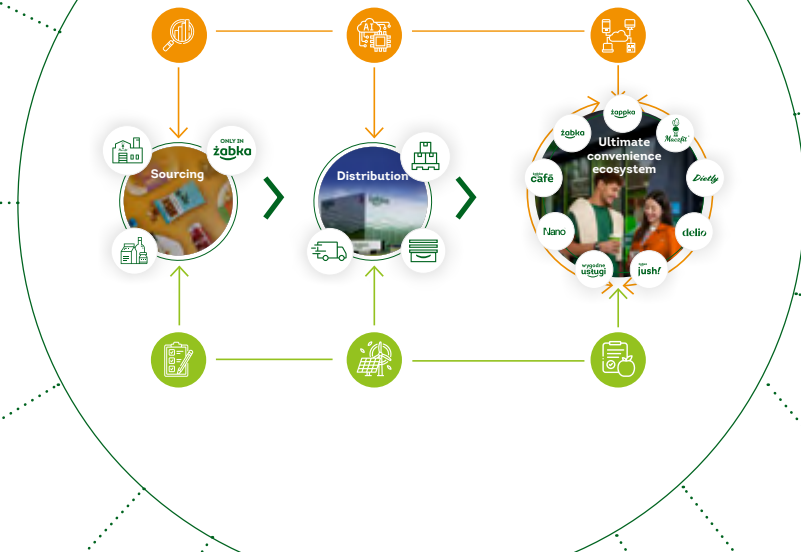 AI
ONLY IN
żabka
Sourcing
Distribution
Ultimate
convenience
ecosystem
żappka
żabka
Maczfit
żabka
café
Dietly
Nano
delio
wygodne
usługi
żabka
jush!